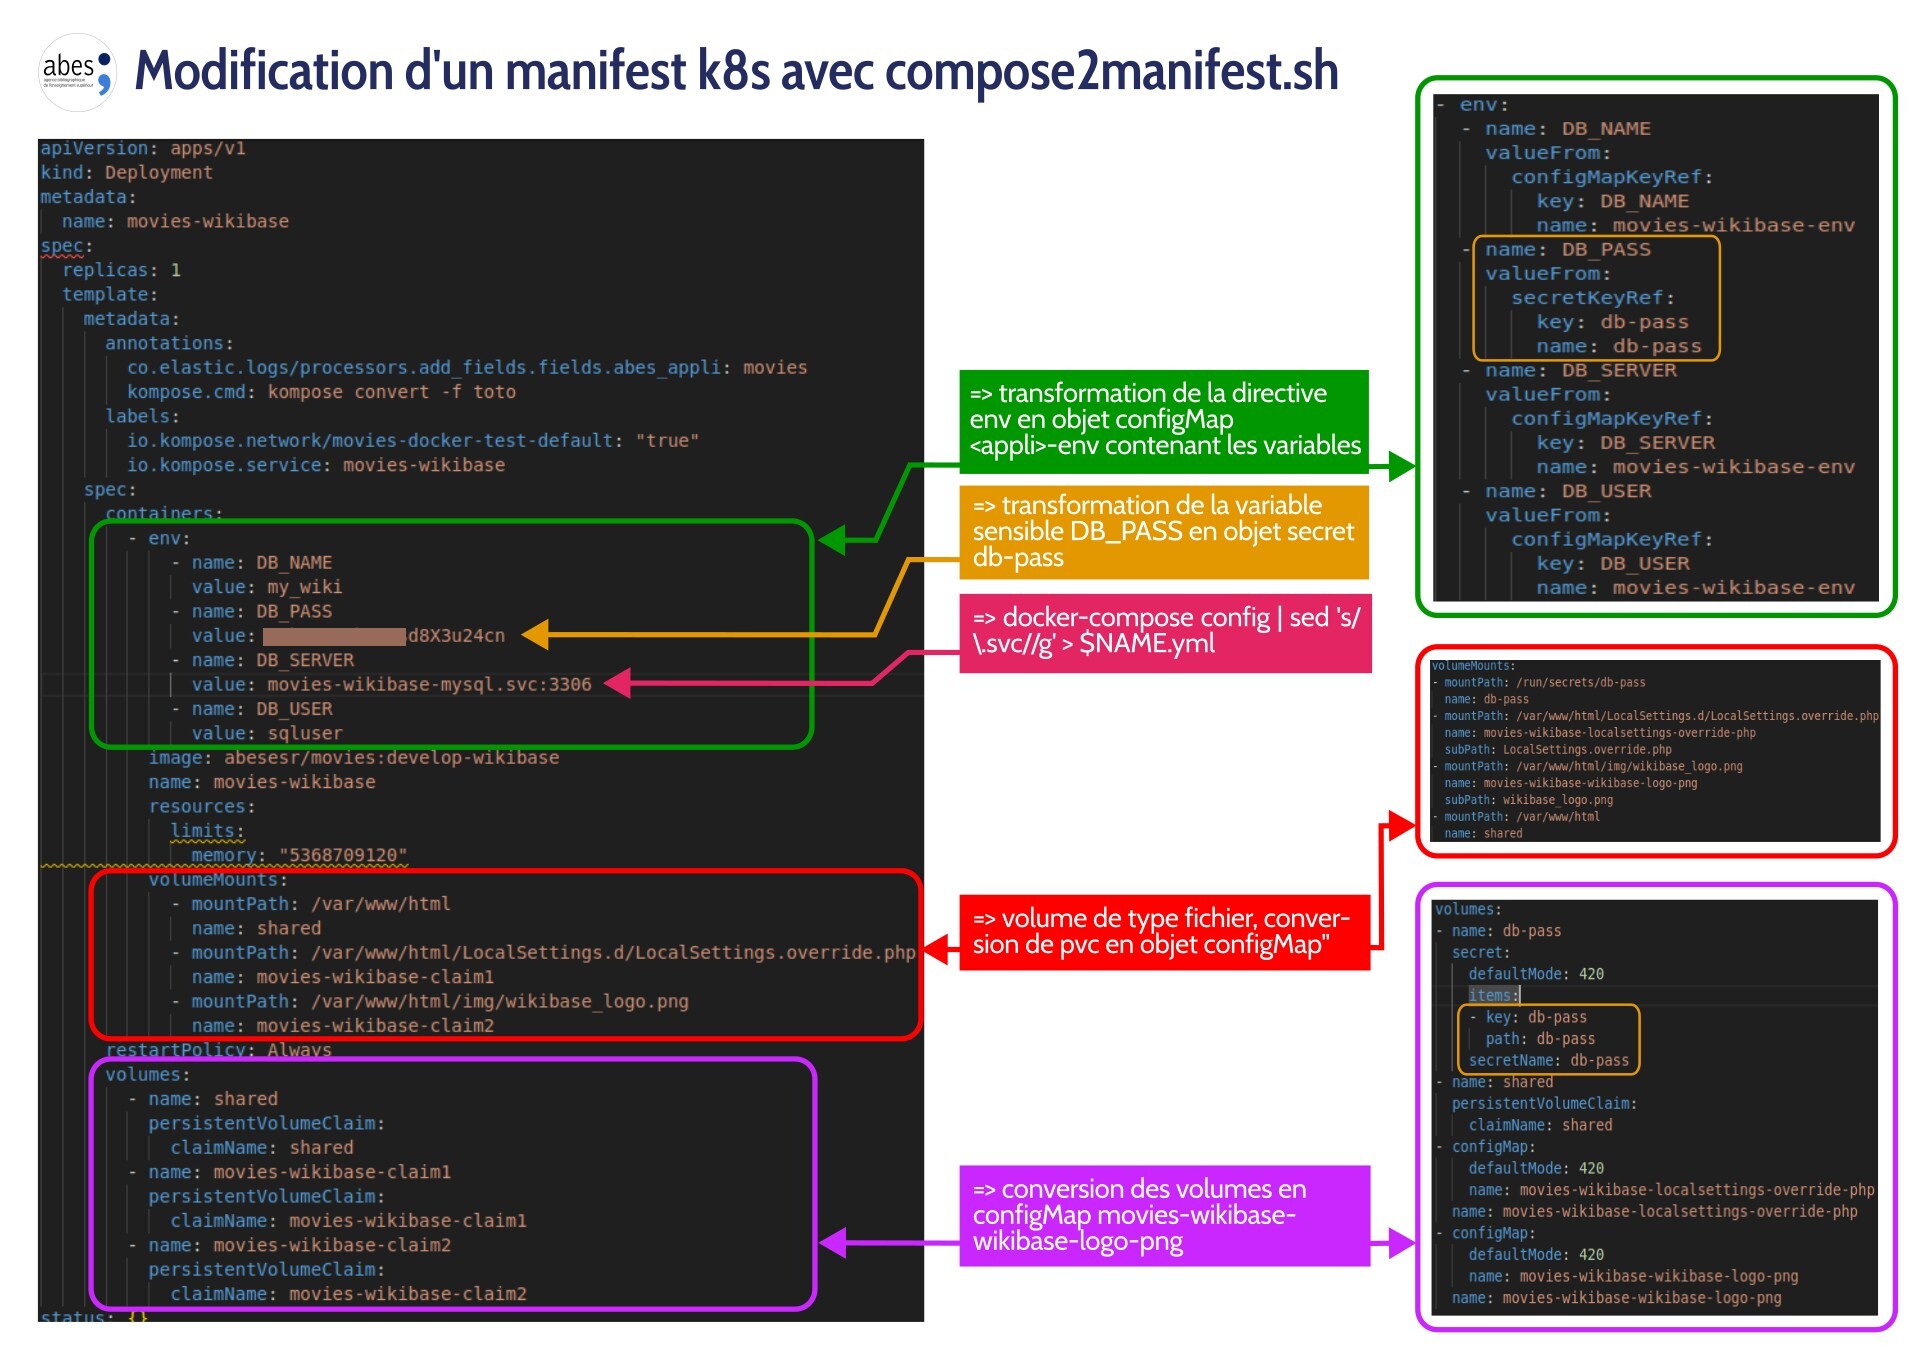 abes
Modification d'un manifest k8s avec compose2manifest.sh
apiVersion: apps/v1
kind: Deployment
metadata:
  name: movies-wikibase
spec:
  replicas: 1
  template:
    metadata:
      annotations:
        co.elastic.logs/processors.add_fields.fields.abes_appli: movies
        kompose.cmd: kompose convert -f toto
      labels:
        io.kompose.network/movies-docker-test-default: "true"
        io.kompose.service: movies-wikibase
    spec:
      containers:
        - env:
            - name: DB_NAME
              value: my_wiki
            - name: DB_PASS
              value: d8X3u24cn
            - name: DB_SERVER
              value: movies-wikibase-mysql.svc:3306
            - name: DB_USER
              value: sqluser
          image: abesesr/movies:develop-wikibase
          name: movies-wikibase
          resources:
            limits:
              memory: "5368709120"
          volumeMounts:
            - mountPath: /var/www/html
              name: shared
            - mountPath: /var/www/html/LocalSettings.d/LocalSettings.override.php
              name: movies-wikibase-claim1
            - mountPath: /var/www/html/img/wikibase_logo.png
              name: movies-wikibase-claim2
      restartPolicy: Always
      volumes:
        - name: shared
          persistentVolumeClaim:
            claimName: shared
        - name: movies-wikibase-claim1
          persistentVolumeClaim:
            claimName: movies-wikibase-claim1
        - name: movies-wikibase-claim2
          persistentVolumeClaim:
            claimName: movies-wikibase-claim2
status: {}
=> transformation de la directive
env en objet configMap
<appli>-env contenant les variables
=> transformation de la variable
sensible DB_PASS en objet secret
db-pass
=> docker-compose config | sed 's/
\.svc//g' > $NAME.yml
=> volume de type fichier, conver-
sion de pvc en objet configMap"
=> conversion des volumes en
configMap movies-wikibase-
wikibase-logo-png
- env:
  - name: DB_NAME
    valueFrom:
      configMapKeyRef:
        key: DB_NAME
        name: movies-wikibase-env
  - name: DB_PASS
    valueFrom:
      secretKeyRef:
        key: db-pass
        name: db-pass
  - name: DB_SERVER
    valueFrom:
      configMapKeyRef:
        key: DB_SERVER
        name: movies-wikibase-env
  - name: DB_USER
    valueFrom:
      configMapKeyRef:
        key: DB_USER
        name: movies-wikibase-env
volumeMounts:
- mountPath: /run/secrets/db-pass
  name: db-pass
- mountPath: /var/www/html/LocalSettings.d/LocalSettings.override.php
  name: movies-wikibase-localsettings-override-php
  subPath: LocalSettings.override.php
- mountPath: /var/www/html/img/wikibase_logo.png
  name: movies-wikibase-wikibase-logo-png
  subPath: wikibase_logo.png
- mountPath: /var/www/html
  name: shared
volumes:
- name: db-pass
  secret:
    defaultMode: 420
    items:
    - key: db-pass
      path: db-pass
    secretName: db-pass
- name: shared
  persistentVolumeClaim:
    claimName: shared
- configMap:
    defaultMode: 420
    name: movies-wikibase-localsettings-override-php
  name: movies-wikibase-localsettings-override-php
- configMap:
    defaultMode: 420
    name: movies-wikibase-wikibase-logo-png
  name: movies-wikibase-wikibase-logo-png